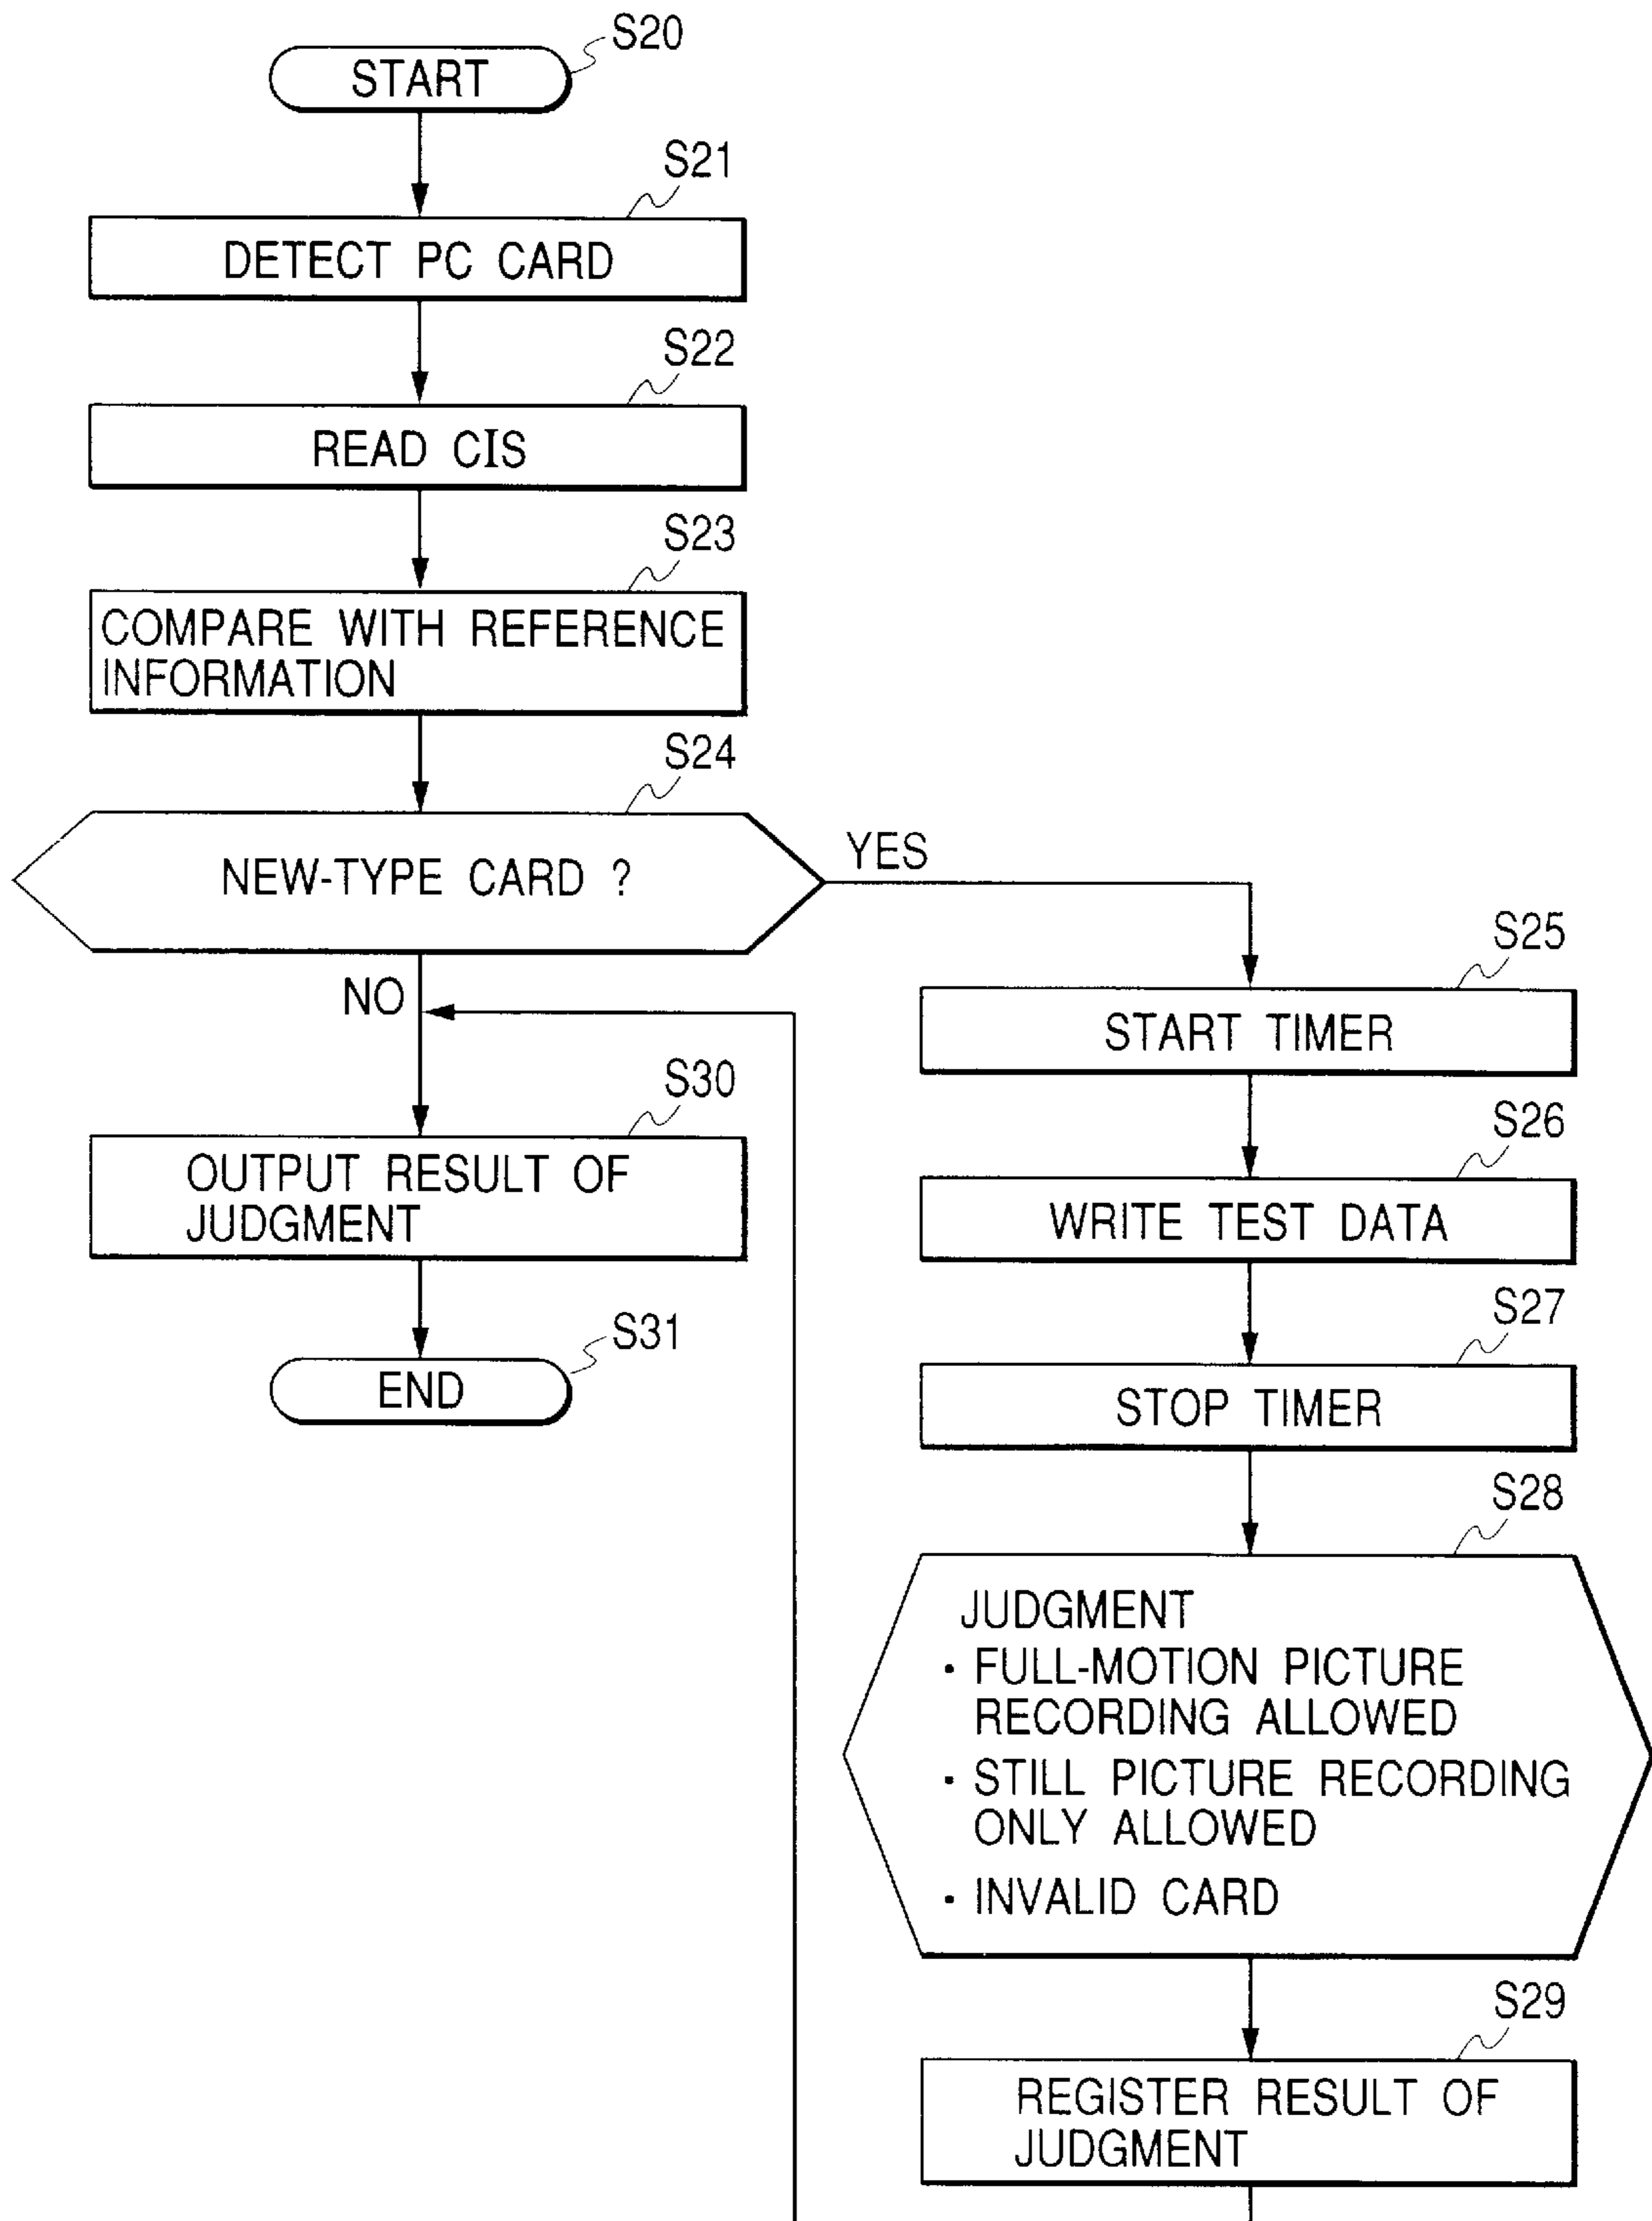 S20
START
S21
DETECT PC CARD
S22
READ CIS
S23
COMPARE WITH REFERENCE
INFORMATION
S24
NEW-TYPE CARD ?
YES
NO
S30
OUTPUT RESULT OF
JUDGMENT
S31
END
S25
START TIMER
S26
WRITE TEST DATA
S27
STOP TIMER
S28
JUDGMENT
· FULL-MOTION PICTURE
RECORDING ALLOWED
· STILL PICTURE RECORDING
ONLY ALLOWED
· INVALID CARD
S29
REGISTER RESULT OF
JUDGMENT